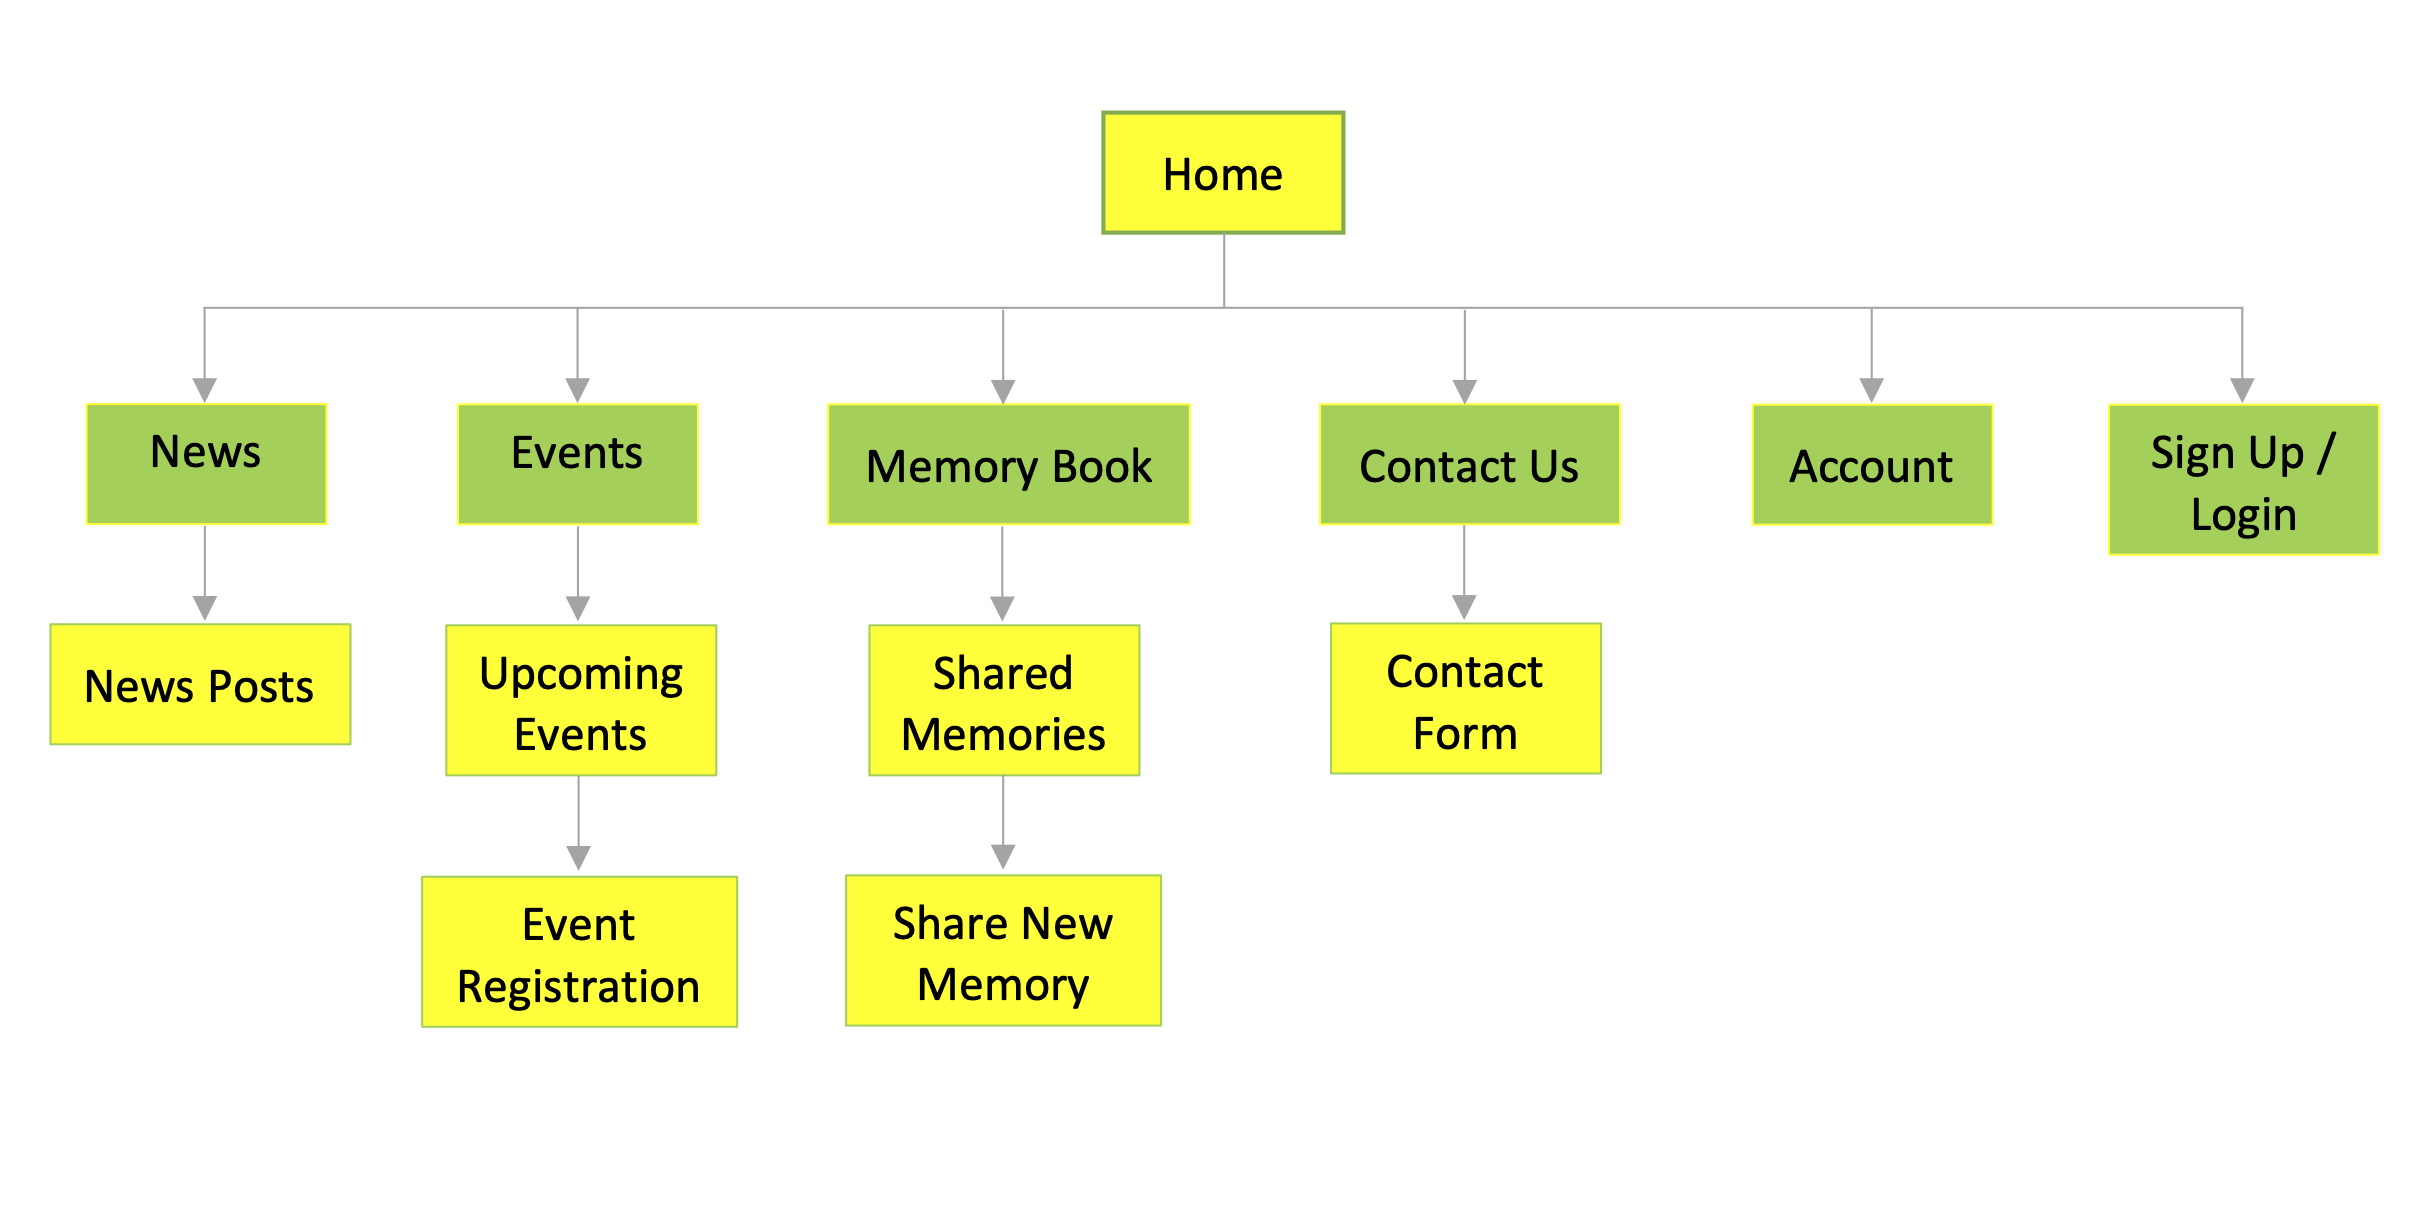 Home
News
Events
Memory Book
Contact Us
Account
Sign Up /
Login
News Posts
Upcoming
Events
Shared
Memories
Contact
Form
Event
Registration
Share New
Memory